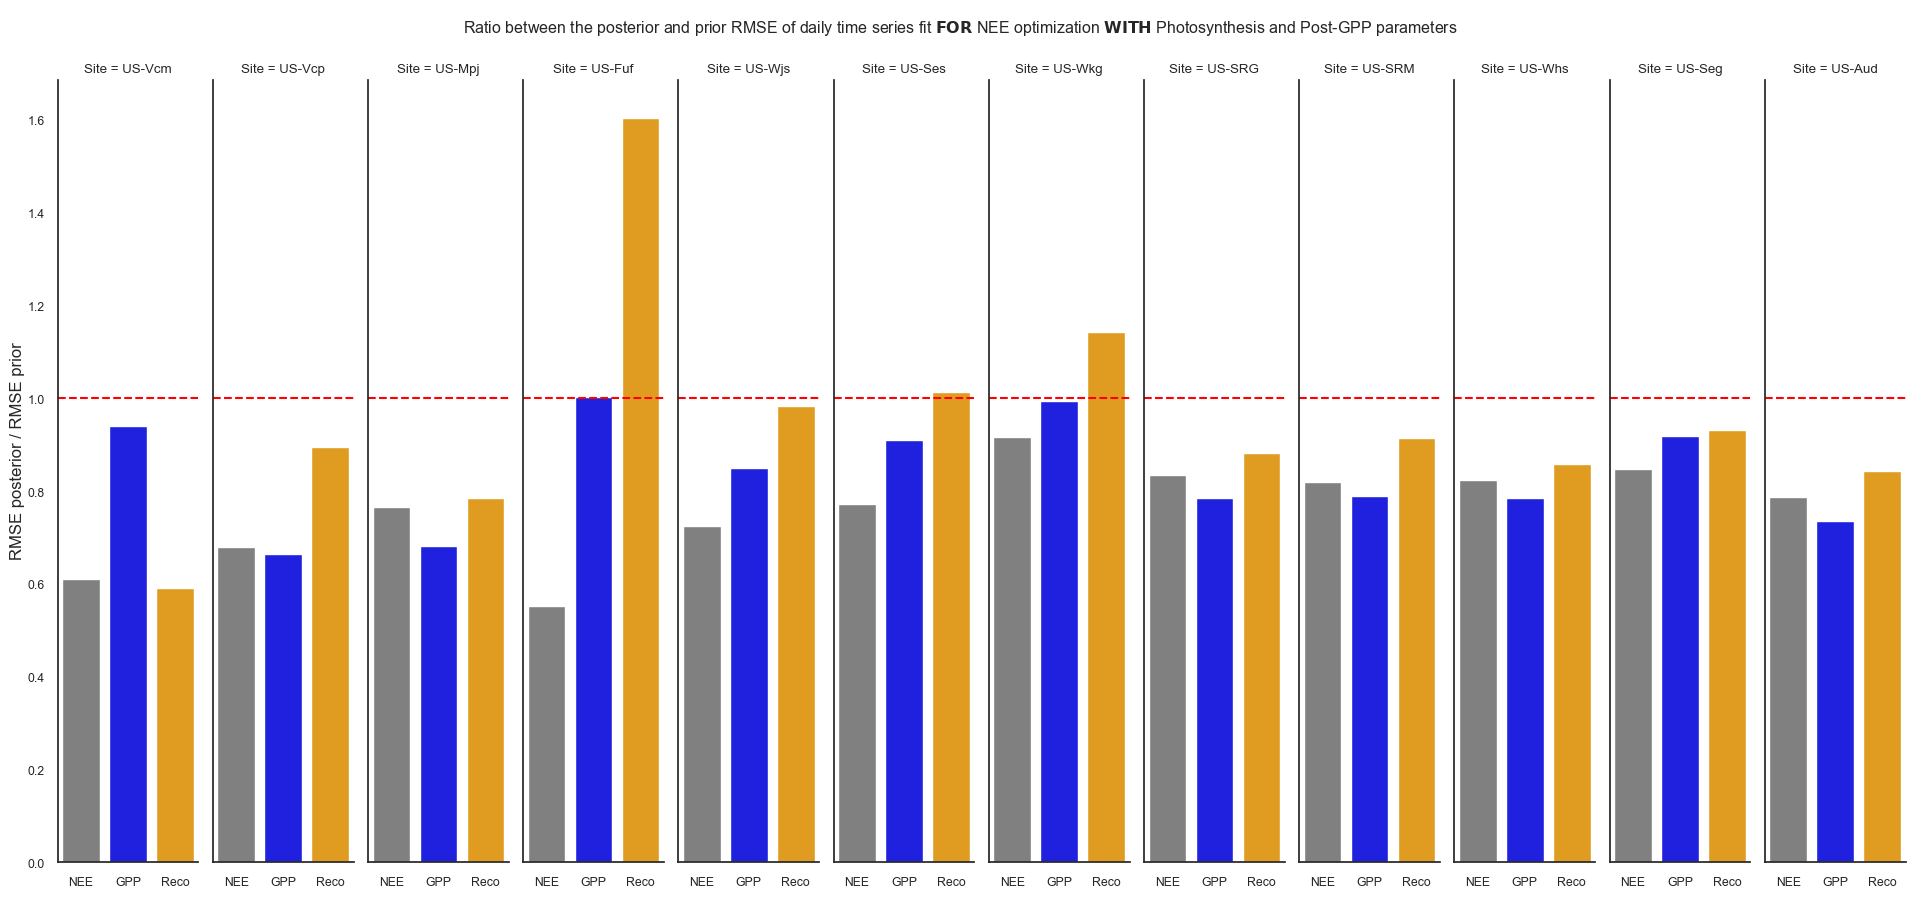 Ratio between the posterior and prior RMSE of daily time series fit FOR NEE optimization WITH Photosynthesis and Post-GPP parameters
Site = US-Vcm
Site = US-Vcp
Site = US-Mpj
Site = US-Fuf
Site = US-Wjs
Site = US-Ses
Site = US-Wkg
Site = US-SRG
Site = US-SRM
Site = US-Whs
Site = US-Seg
Site = US-Aud
RMSE posterior / RMSE prior
1.6
1.4
1.2
1.0
0.8
0.6
0.4
0.2
0.0
NEE GPP Reco
NEE GPP Reco
NEE GPP Reco
NEE GPP Reco
NEE GPP Reco
NEE GPP Reco
NEE GPP Reco
NEE GPP Reco
NEE GPP Reco
NEE GPP Reco
NEE GPP Reco
NEE GPP Reco